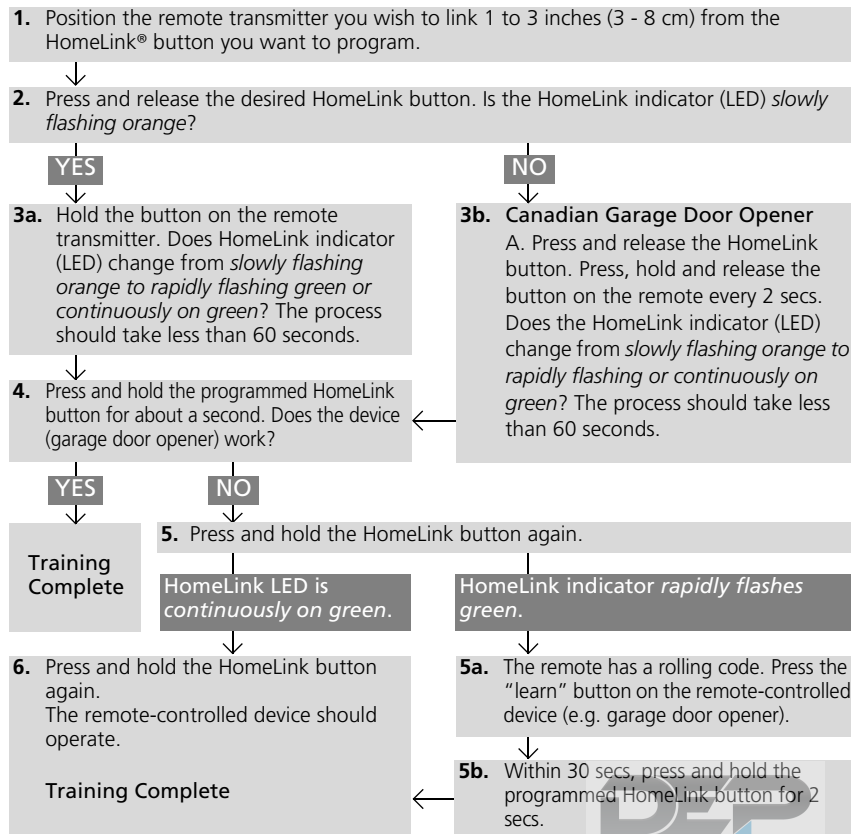 1. Position the remote transmitter you wish to link 1 to 3 inches (3 - 8 cm) from the
HomeLink® button you want to program.
2. Press and release the desired HomeLink button. Is the HomeLink indicator (LED) slowly
flashing orange?
YES
NO
3a. Hold the button on the remote
transmitter. Does HomeLink indicator
(LED) change from slowly flashing
orange to rapidly flashing green or
continuously on green? The process
should take less than 60 seconds.
3b. Canadian Garage Door Opener
A. Press and release the HomeLink
button. Press, hold and release the
button on the remote every 2 secs.
Does the HomeLink indicator (LED)
change from slowly flashing orange to
rapidly flashing or continuously on
green? The process should take less
than 60 seconds.
4. Press and hold the programmed HomeLink
button for about a second. Does the device
(garage door opener) work?
YES
NO
Training
Complete
5. Press and hold the HomeLink button again.
HomeLink LED is
continuously on green.
HomeLink indicator rapidly flashes
green.
6. Press and hold the HomeLink button
again.
The remote-controlled device should
operate.
Training Complete
5a. The remote has a rolling code. Press the
“learn” button on the remote-controlled
device (e.g. garage door opener).
5b. Within 30 secs, press and hold the
programmed HomeLink button for 2
secs.
DEP